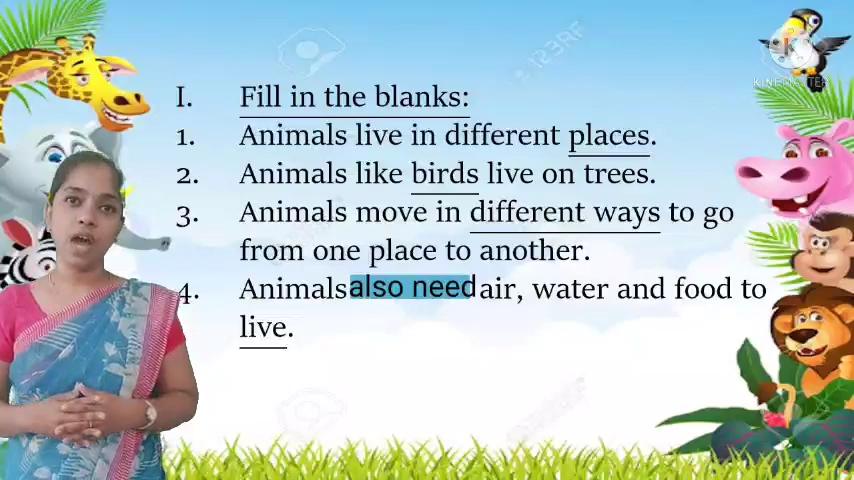 KINEMASTER
I. Fill in the blanks:
1. Animals live in different places.
2. Animals like birds live on trees.
3. Animals move in different ways to go
from one place to another.
4. Animals also need air, water and food to
live.
123RF